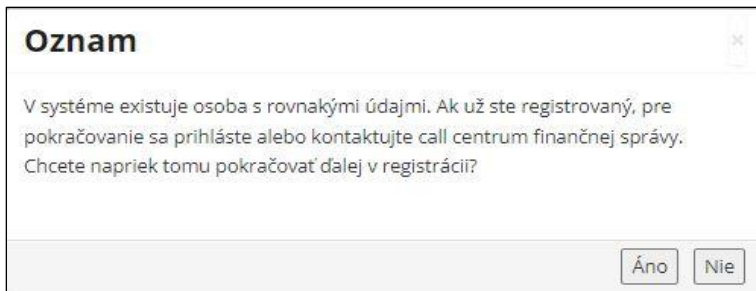 Oznam
×
V systéme existuje osoba s rovnakými údajmi. Ak už ste registrovaný, pre
pokračovanie sa prihláste alebo kontaktujte call centrum finančnej správy.
Chcete napriek tomu pokračovať ďalej v registrácii?
Áno Nie